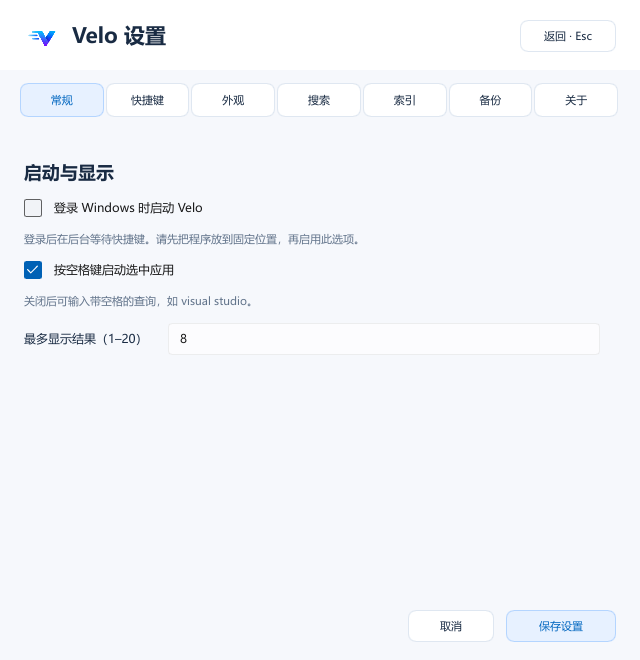 Velo 设置
返回 · Esc
常规 快捷键 外观 搜索 索引 备份 关于
启动与显示
登录 Windows 时启动 Velo
登录后在后台等待快捷键。请先把程序放到固定位置，再启用此选项。
按空格键启动选中应用
关闭后可输入带空格的查询，如 visual studio。
最多显示结果（1–20） 8
取消 保存设置